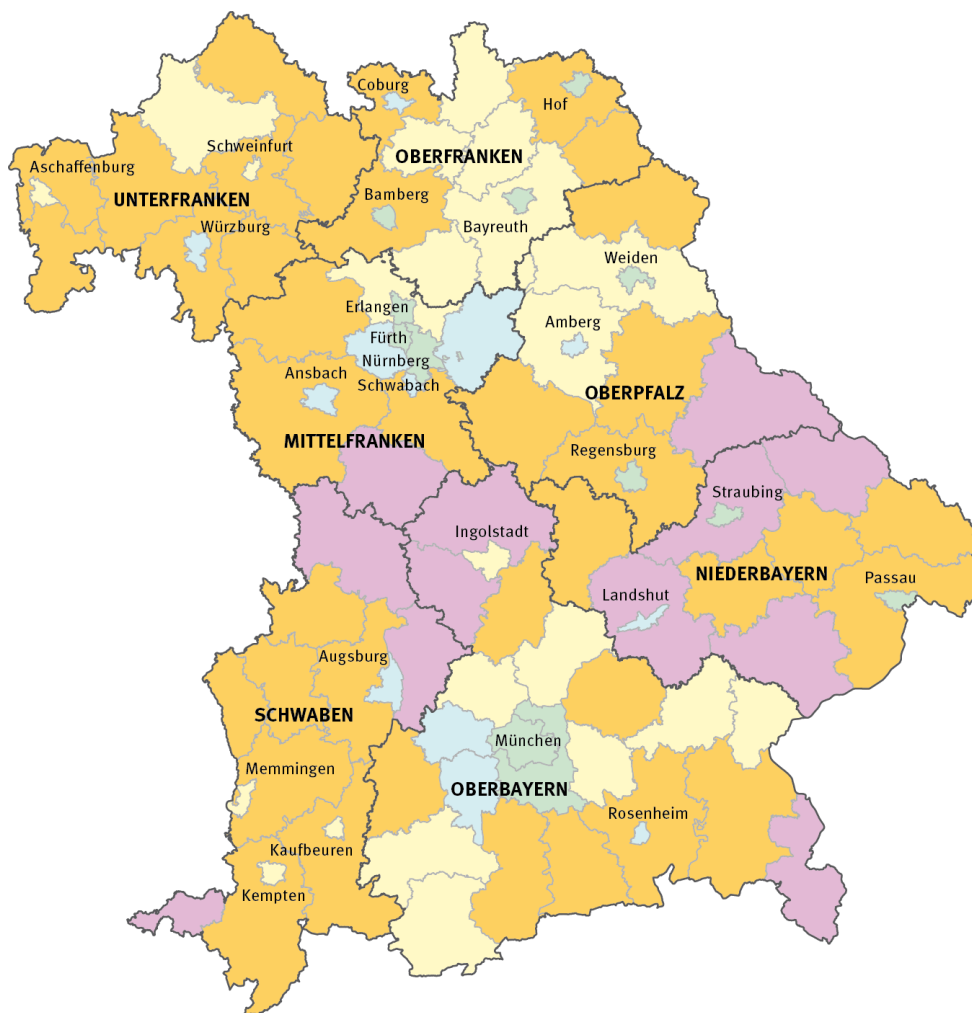 Coburg
Hof
Schweinfurt
OBERFRANKEN
Aschaffenburg
UNTERFRANKEN
Bamberg
Würzburg
Bayreuth
Weiden
Erlangen
Amberg
Fürth
Nürnberg
Ansbach
Schwabach
OBERPFALZ
MITTELFRANKEN
Regensburg
Straubing
Ingolstadt
NIEDERBAYERN
Passau
Landshut
Augsburg
SCHWABEN
München
Memmingen
OBERBAYERN
Rosenheim
Kaufbeuren
Kempten